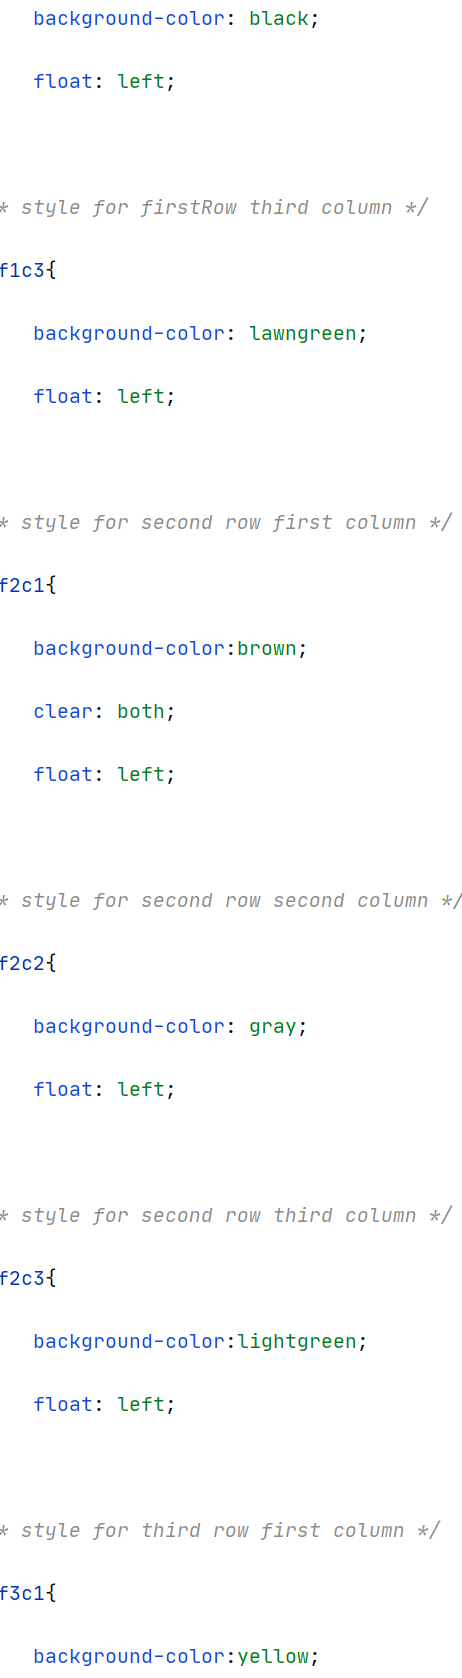 background-color: black;
float: left;
* style for firstRow third column */
f1c3{
background-color: lawngreen;
float: left;
* style for second row first column */
f2c1{
background-color:brown;
clear: both;
float: left;
* style for second row second column */
f2c2{
background-color: gray;
float: left;
* style for second row third column */
f2c3{
background-color:lightgreen;
float: left;
* style for third row first column */
f3c1{
background-color:yellow;